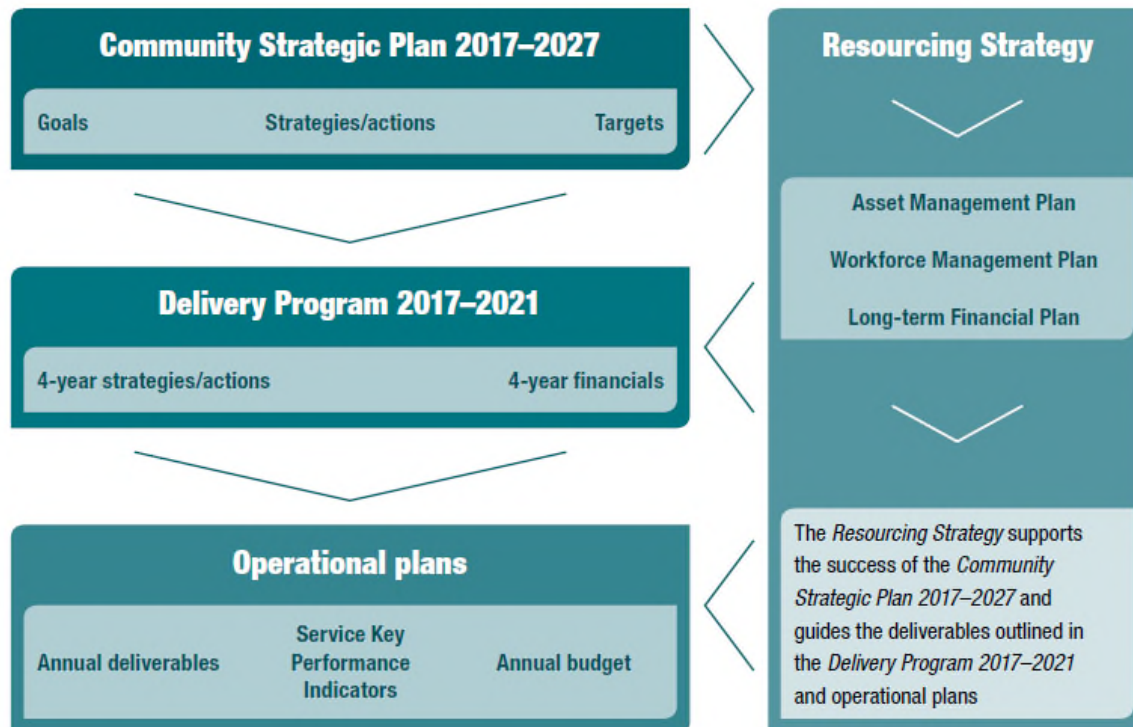 Community Strategic Plan 2017–2027
Goals
Strategies/actions
Targets
Delivery Program 2017–2021
4-year strategies/actions
4-year financials
Operational plans
Annual deliverables
Service Key
Performance
Indicators
Annual budget
Resourcing Strategy
Asset Management Plan
Workforce Management Plan
Long-term Financial Plan
The Resourcing Strategy supports
the success of the Community
Strategic Plan 2017–2027 and
guides the deliverables outlined in
the Delivery Program 2017–2021
and operational plans